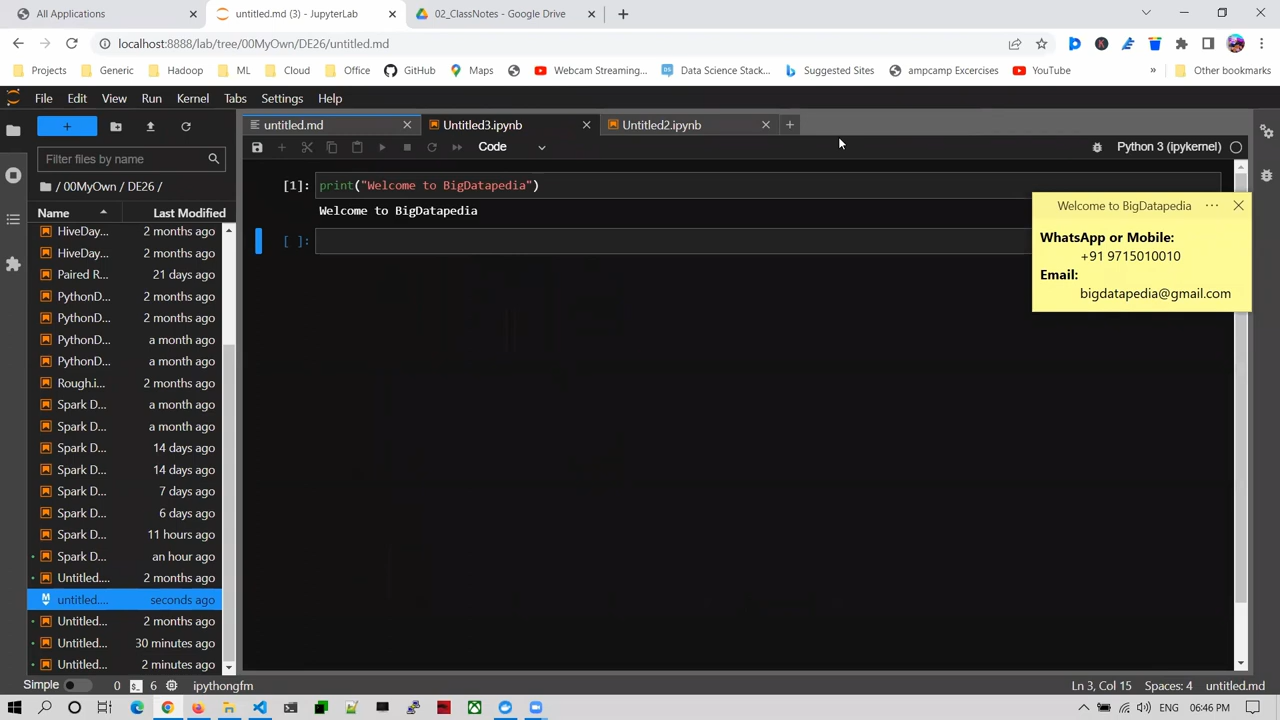 All Applications
untitled.md (3) - JupyterLab
02_ClassNotes - Google Drive
localhost:8888/lab/tree/00MyOwn/DE26/untitled.md
Projects Generic Hadoop ML Cloud Office GitHub Maps Webcam Streaming... Data Science Stack... Suggested Sites ampcamp Excercises YouTube » Other bookmarks
File Edit View Run Kernel Tabs Settings Help
untitled.md Untitled3.ipynb Untitled2.ipynb
Code Python 3 (ipykernel)
Filter files by name
/ 00MyOwn / DE26 /
Name Last Modified
HiveDay... 2 months ago
HiveDay... 2 months ago
Paired R... 21 days ago
PythonD... 2 months ago
PythonD... 2 months ago
PythonD... a month ago
PythonD... a month ago
Rough.i... 2 months ago
Spark D... a month ago
Spark D... a month ago
Spark D... 14 days ago
Spark D... 14 days ago
Spark D... 7 days ago
Spark D... 6 days ago
Spark D... 11 hours ago
Spark D... an hour ago
Untitled.... 2 months ago
untitled.... seconds ago
Untitled... 2 months ago
Untitled... 30 minutes ago
Untitled... 2 minutes ago
[1]: print("Welcome to BigDatapedia")
Welcome to BigDatapedia
[ ]:
Welcome to BigDatapedia ...
WhatsApp or Mobile:
+91 9715010010
Email:
bigdatapedia@gmail.com
Simple 0 6 ipythongfm Ln 3, Col 15 Spaces: 4 untitled.md
ENG 06:46 PM